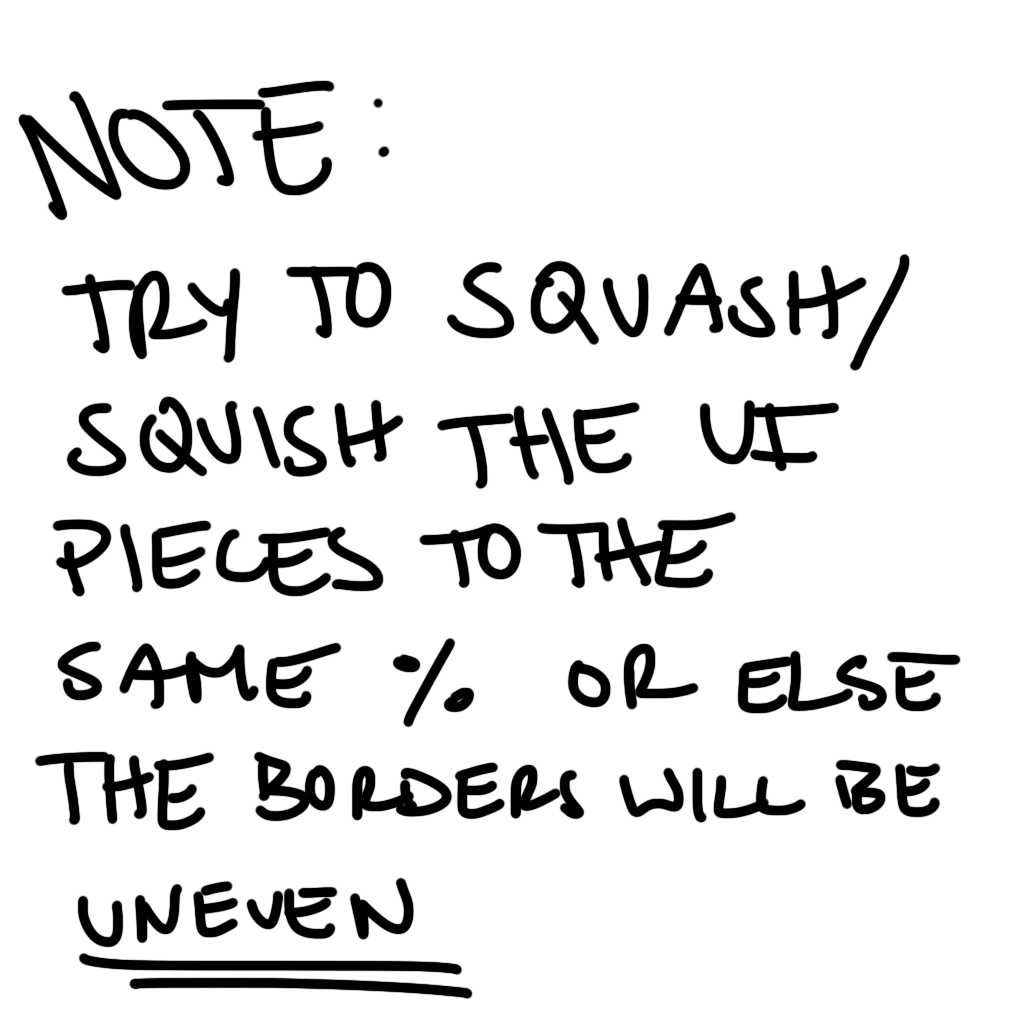 NOTE:
TRY TO SQUASH/
SQUISH THE UI
PIECES TO THE
SAME % OR ELSE
THE BORDERS WILL BE
UNEVEN